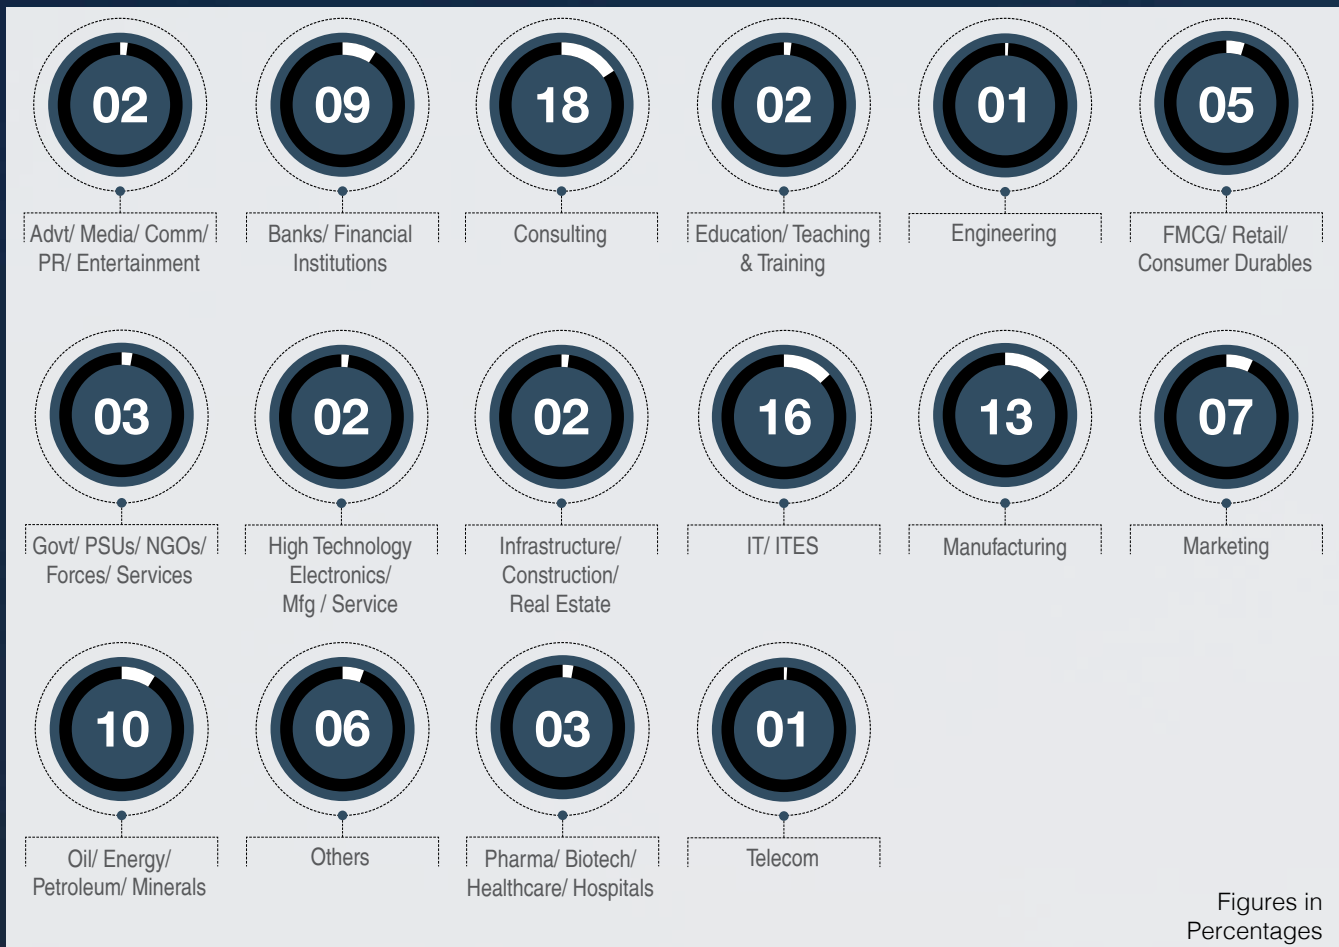 02
09
18
02
01
05
Advt/ Media/ Comm/
PR/ Entertainment
Banks/ Financial
Institutions
Consulting
Education/ Teaching
& Training
Engineering
FMCG/ Retail/
Consumer Durables
03
02
02
16
13
07
Govt/ PSUs/ NGOs/
Forces/ Services
High Technology
Electronics/
Mfg / Service
Infrastructure/
Construction/
Real Estate
IT/ ITES
Manufacturing
Marketing
10
06
03
01
Oil/ Energy/
Petroleum/ Minerals
Others
Pharma/ Biotech/
Healthcare/ Hospitals
Telecom
Figures in
Percentages